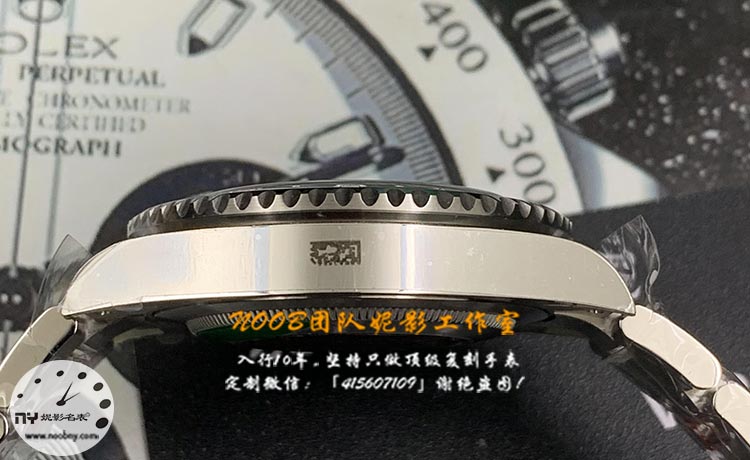 OLEX
PERPETUAL
CHRONOMETER
CERTIFIED
MOGRAPH
400
300
N00B团队妮影工作室
入行10年，坚持只做顶级复刻手表
定制微信：「415607109」谢绝盗图！
NY 妮影名表®
www.noobny.com